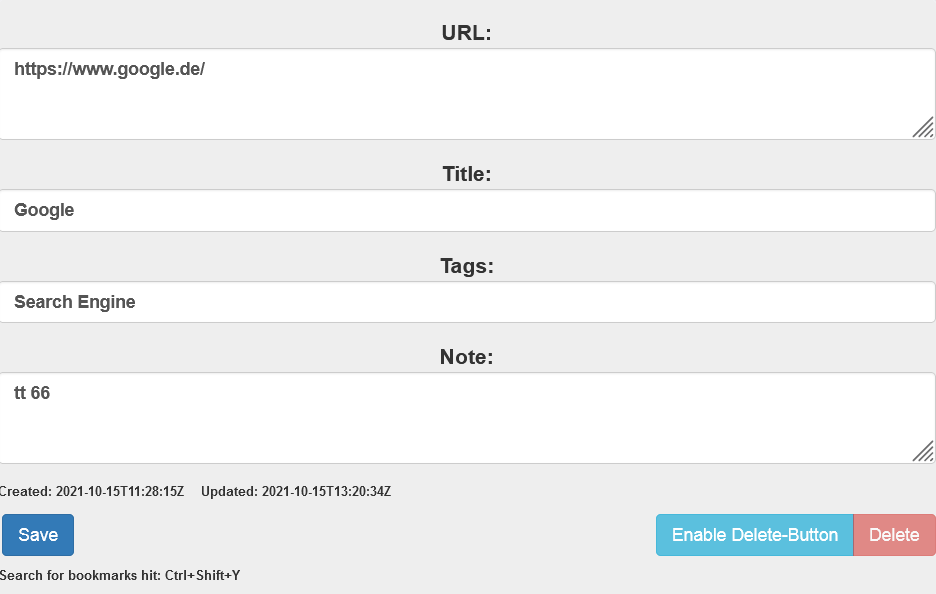 URL:
https://www.google.de/
Title:
Google
Tags:
Search Engine
Note:
tt 66
Created: 2021-10-15T11:28:15Z Updated: 2021-10-15T13:20:34Z
Save Enable Delete-Button Delete
Search for bookmarks hit: Ctrl+Shift+Y